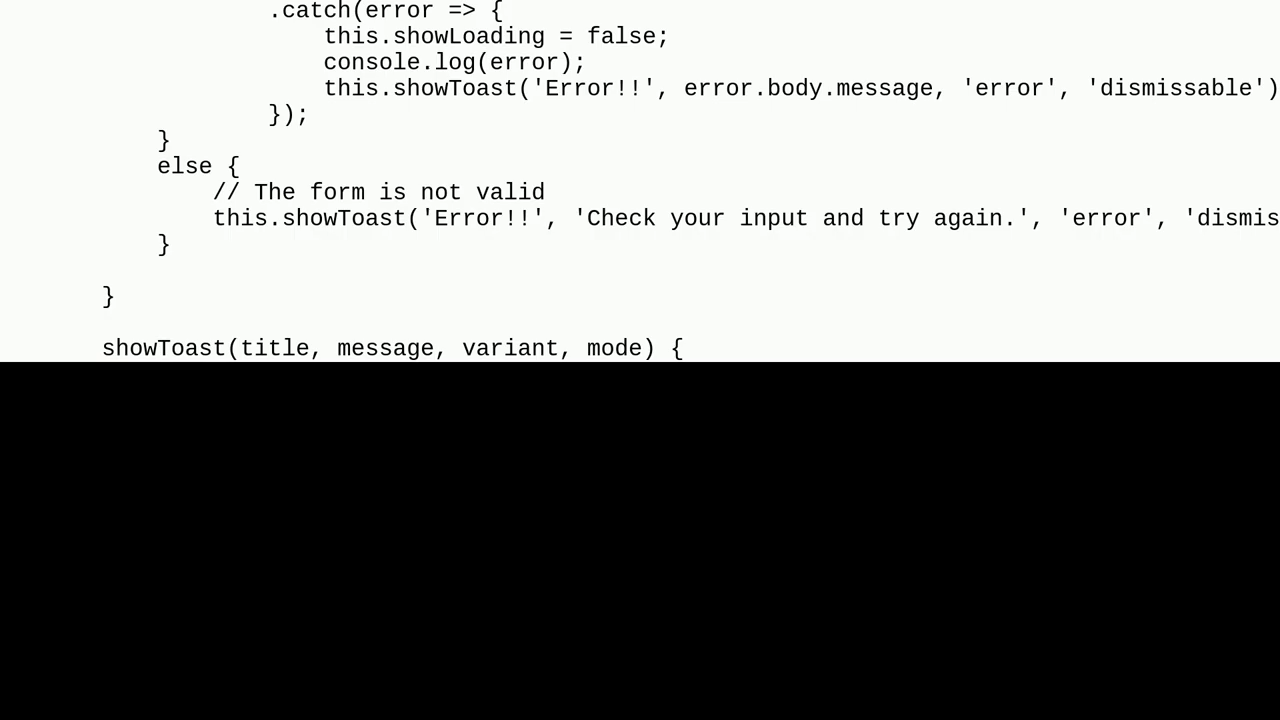 .catch(error => {
this.showLoading = false;
console.log(error);
this.showToast('Error!!', error.body.message, 'error', 'dismissable')
});
}
else {
// The form is not valid
this.showToast('Error!!', 'Check your input and try again.', 'error', 'dismis
}
}
showToast(title, message, variant, mode) {